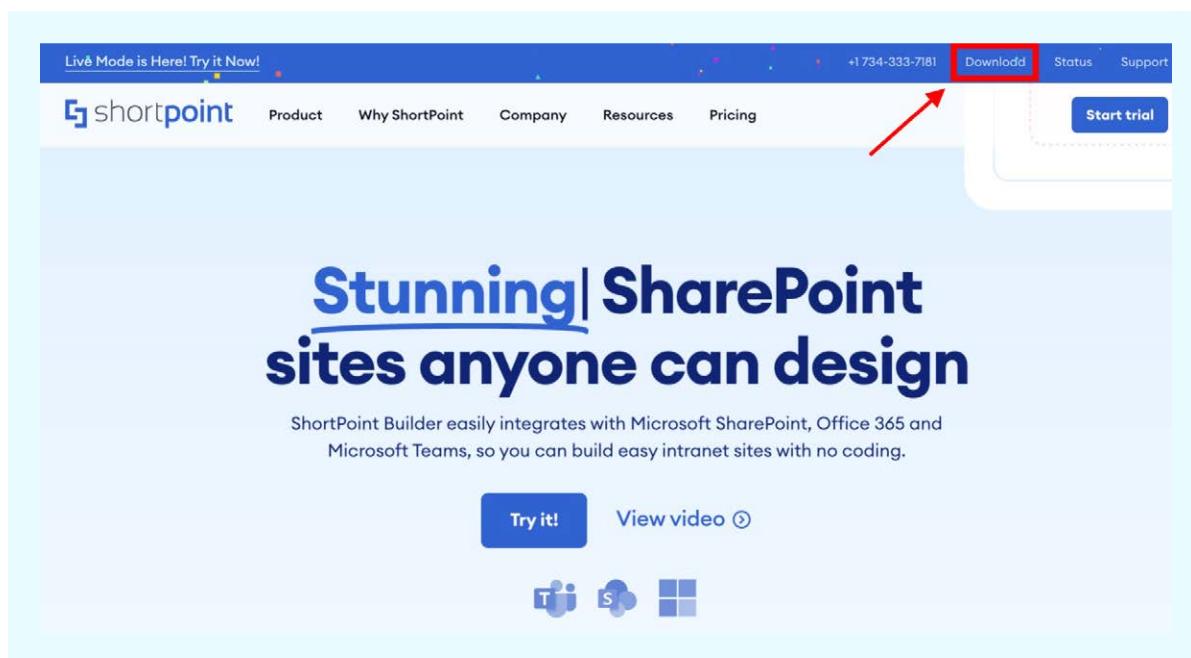 Live Mode is Here! Try it Now!
+1 734-333-7181 Download Status Support
shortpoint Product Why ShortPoint Company Resources Pricing Start trial
Stunning| SharePoint
sites anyone can design
ShortPoint Builder easily integrates with Microsoft SharePoint, Office 365 and
Microsoft Teams, so you can build easy intranet sites with no coding.
Try it! View video
T S